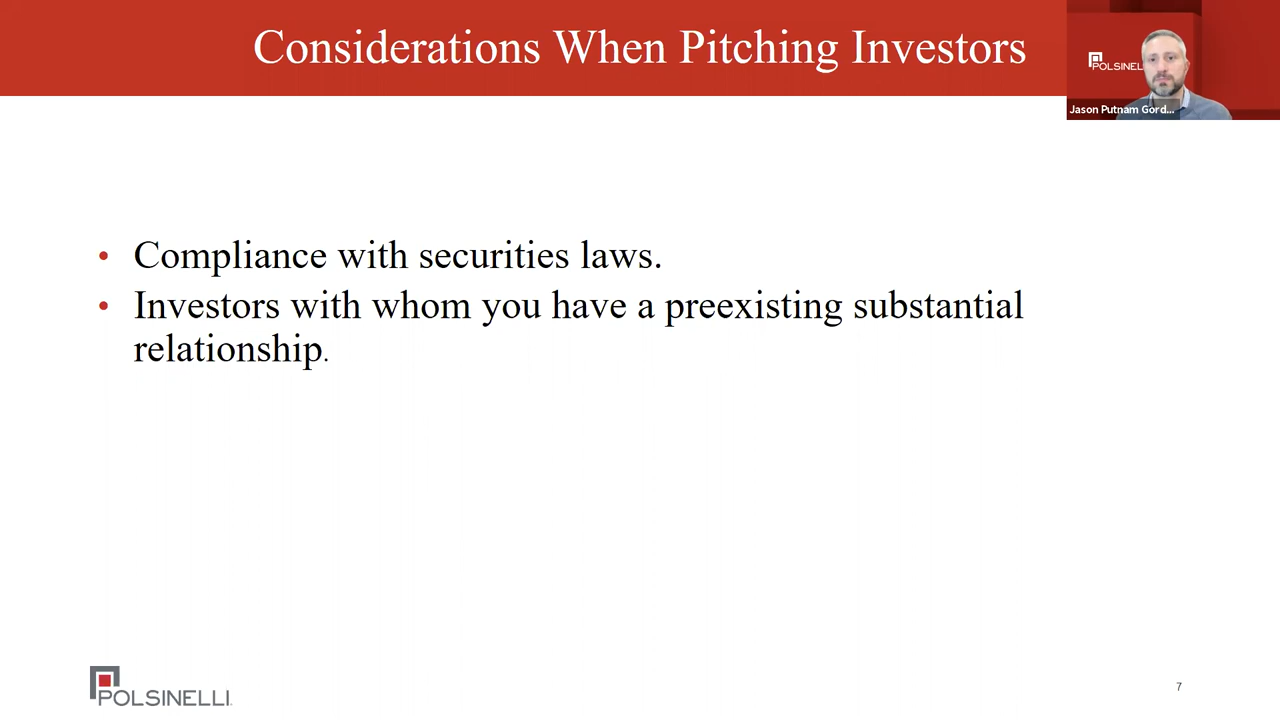 Considerations When Pitching Investors
POLSINELL
Jason Putnam Gord...
• Compliance with securities laws.
• Investors with whom you have a preexisting substantial
relationship.
POLSINELLI
7